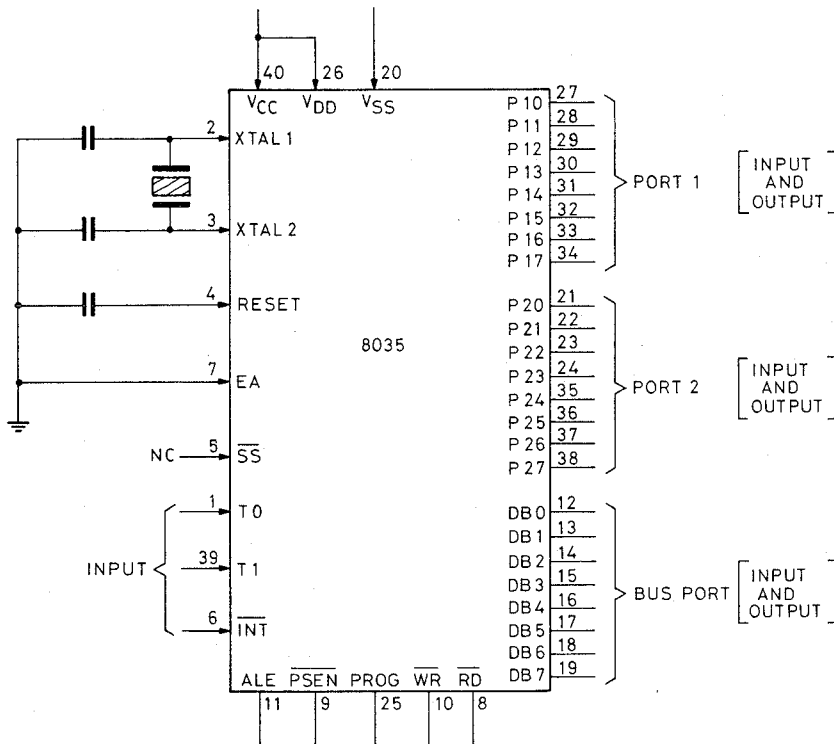 40 26 20
VCC VDD VSS
2 XTAL1
3 XTAL2
4 RESET
7 EA
5 SS
NC
1 T0
39 T1
6 INT
INPUT
8035
P10 27
P11 28
P12 29
P13 30
P14 31
P15 32
P16 33
P17 34
PORT 1
INPUT
AND
OUTPUT
P20 21
P21 22
P22 23
P23 24
P24 35
P25 36
P26 37
P27 38
PORT 2
INPUT
AND
OUTPUT
DB0 12
DB1 13
DB2 14
DB3 15
DB4 16
DB5 17
DB6 18
DB7 19
BUS PORT
INPUT
AND
OUTPUT
ALE PSEN PROG WR RD
11 9 25 10 8